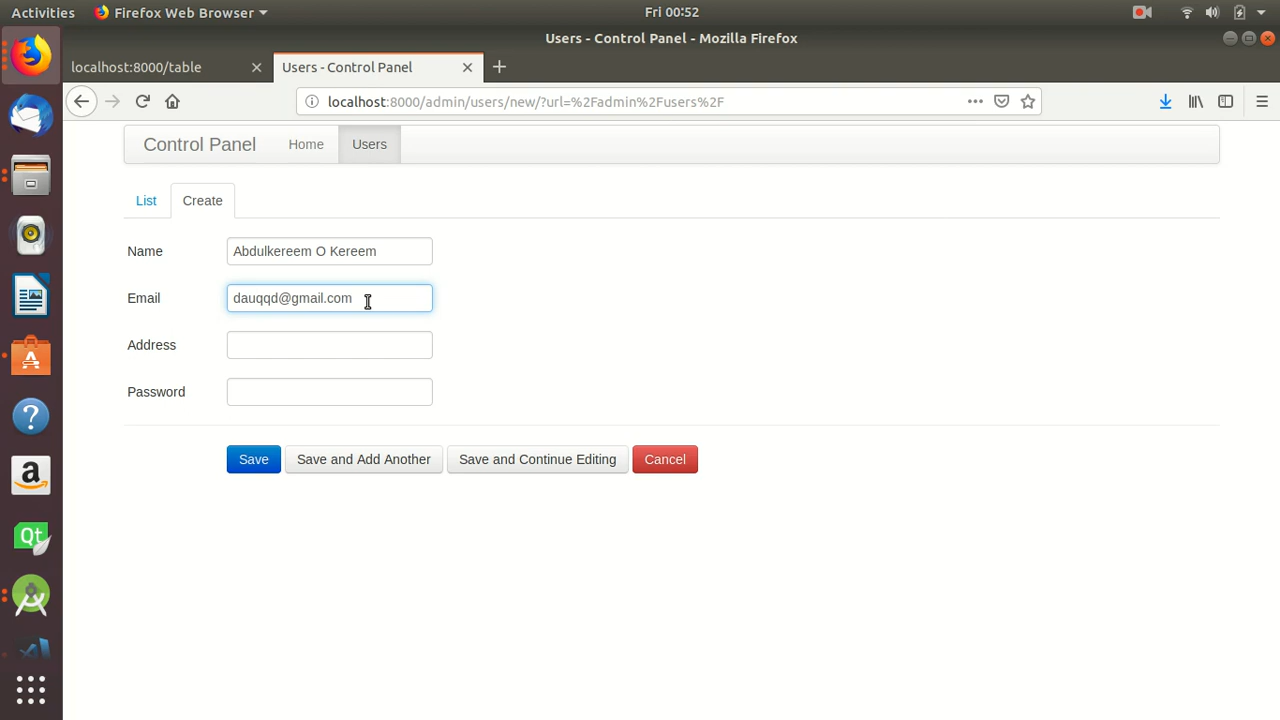 Activities Firefox Web Browser Fri 00:52
Users - Control Panel - Mozilla Firefox
localhost:8000/table Users - Control Panel
localhost:8000/admin/users/new/?url=%2Fadmin%2Fusers%2F
Control Panel Home Users
List Create
Name Abdulkereem O Kereem
Email dauqqd@gmail.com
Address
Password
Save Save and Add Another Save and Continue Editing Cancel
a
Qt